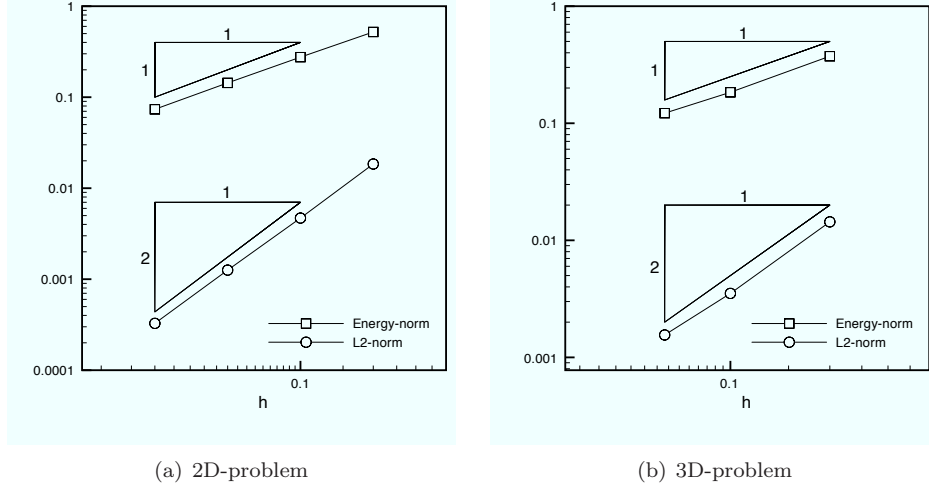 1
1
1
0.1
0.01
1
2
0.001
Energy-norm
L2-norm
0.0001
0.1
h
(a) 2D-problem
1
1
1
0.1
1
0.01
2
Energy-norm
L2-norm
0.001
0.1
h
(b) 3D-problem